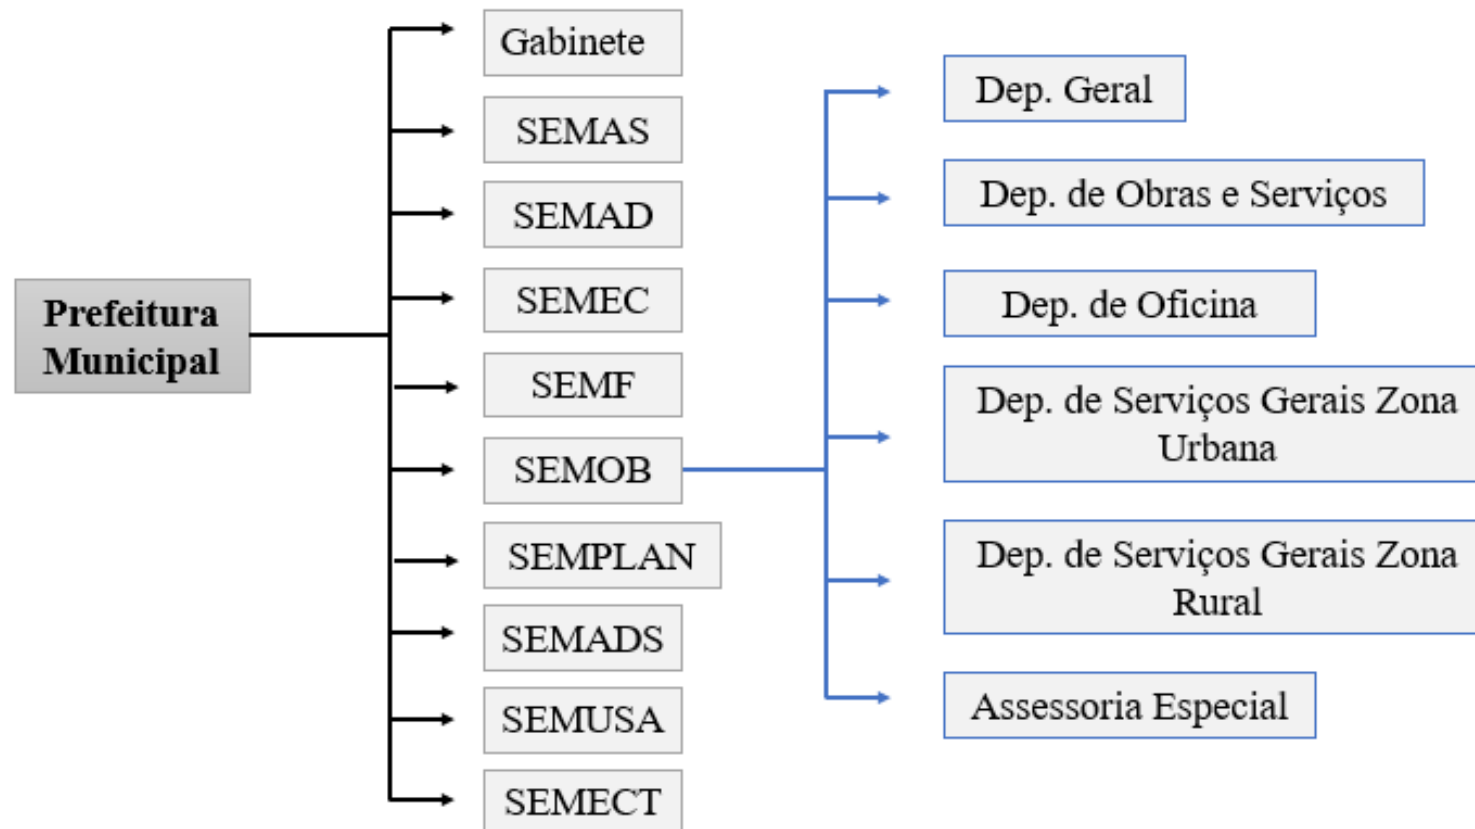 Prefeitura
Municipal
Gabinete
SEMAS
SEMAD
SEMEC
SEMF
SEMOB
SEMPLAN
SEMADS
SEMUSA
SEMECT
Dep. Geral
Dep. de Obras e Serviços
Dep. de Oficina
Dep. de Serviços Gerais Zona
Urbana
Dep. de Serviços Gerais Zona
Rural
Assessoria Especial